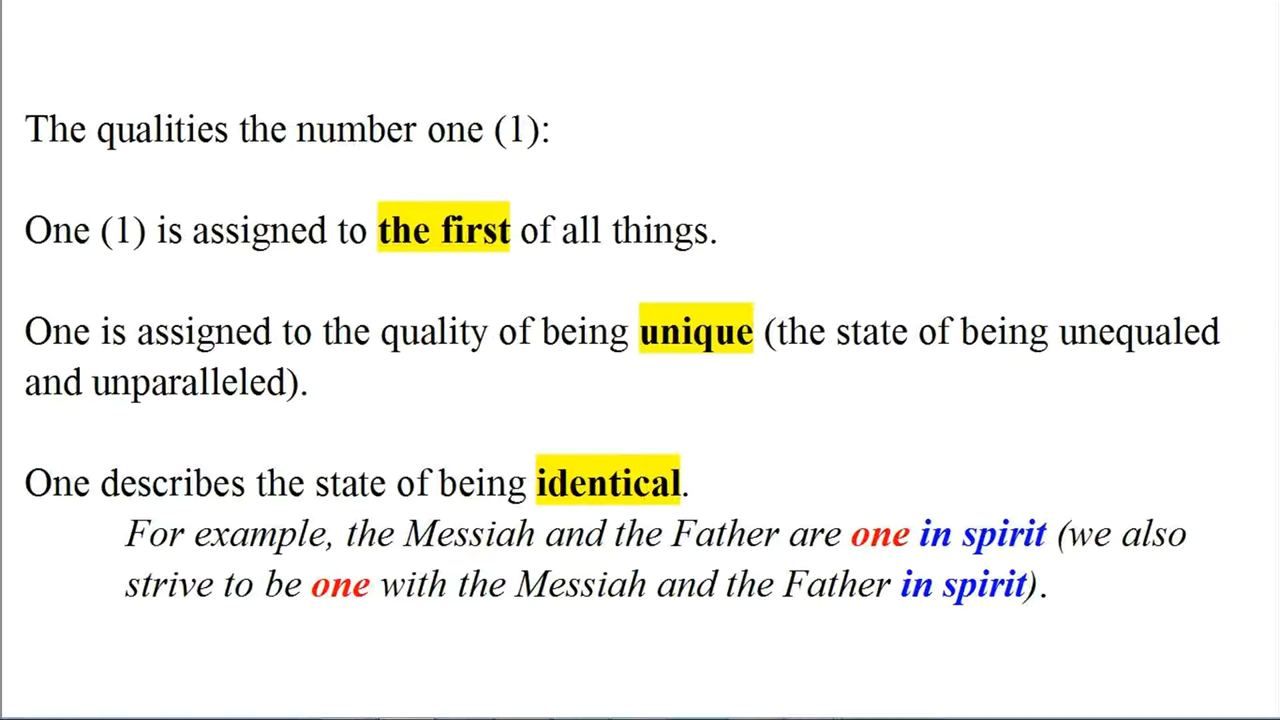 The qualities the number one (1):
One (1) is assigned to the first of all things.
One is assigned to the quality of being unique (the state of being unequaled
and unparalleled).
One describes the state of being identical.
For example, the Messiah and the Father are one in spirit (we also
strive to be one with the Messiah and the Father in spirit).